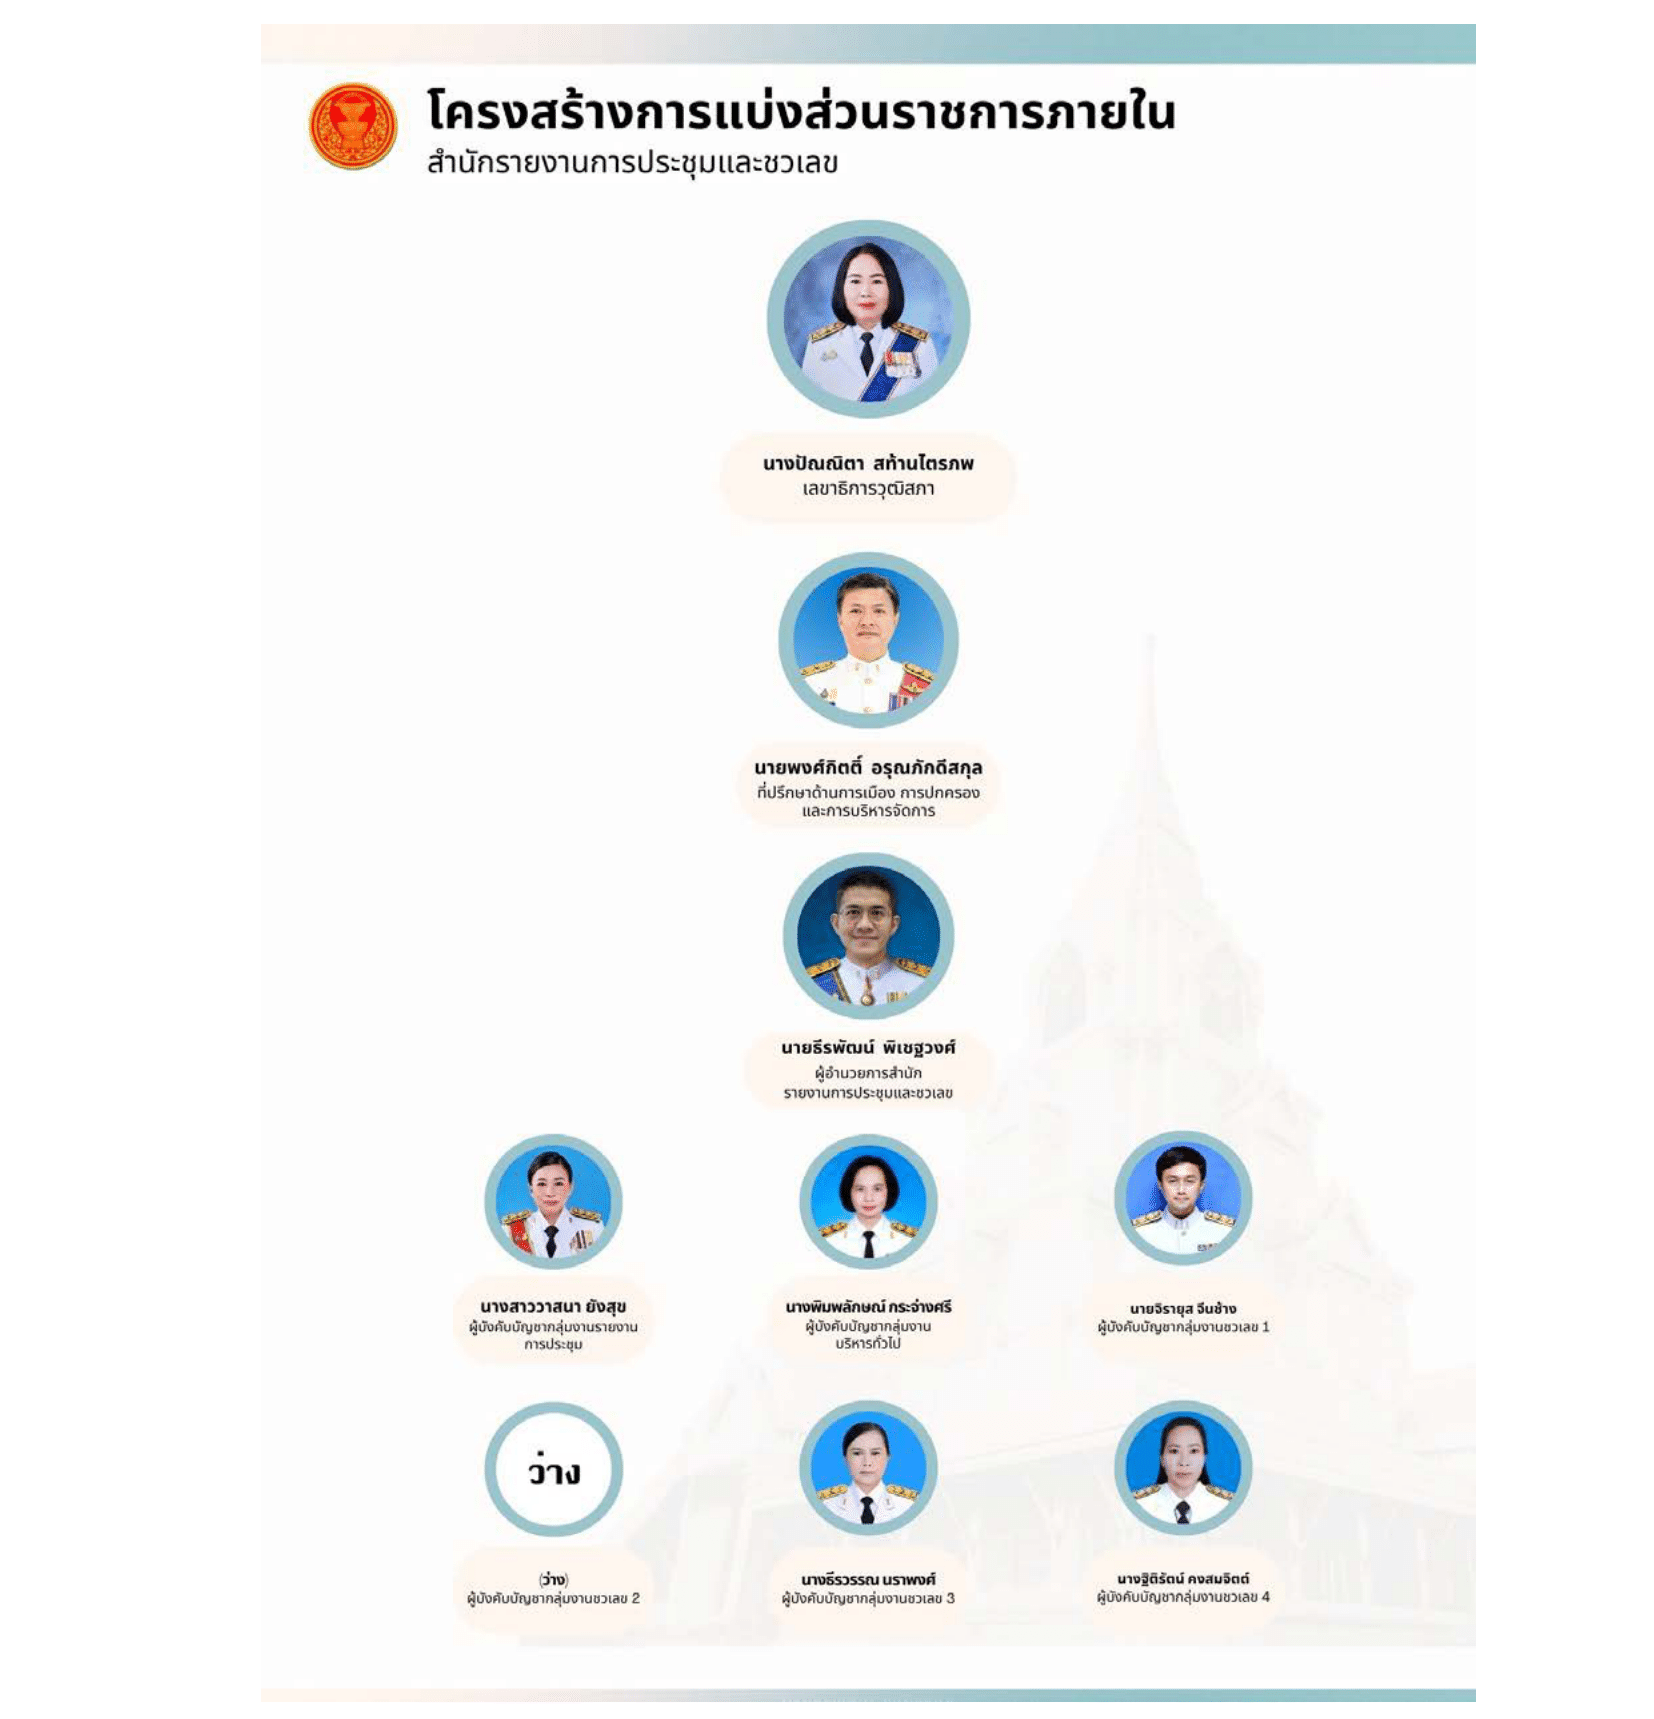 โครงสร้างการแบ่งส่วนราชการภายใน
สำนักรายงานการประชุมและชวเลข
นางปัณณิตา สท้านไตรภพ
เลขาธิการวุฒิสภา
นายพงศ์กิตติ์ อรุณภักดีสกุล
ที่ปรึกษาด้านการเมือง การปกครอง
และการบริหารจัดการ
นายธีรพัฒน์ พิเชฐวงศ์
ผู้อำนวยการสำนัก
รายงานการประชุมและชวเลข
นางสาววาสนา ยังสุข
ผู้บังคับบัญชากลุ่มงานรายงาน
การประชุม
นางพิมพลักษณ์ กระจ่างศรี
ผู้บังคับบัญชากลุ่มงาน
บริหารทั่วไป
นายจิรายุส จีนช้าง
ผู้บังคับบัญชากลุ่มงานชวเลข 1
ว่าง
(ว่าง)
ผู้บังคับบัญชากลุ่มงานชวเลข 2
นางธีรวรรณ นราพงศ์
ผู้บังคับบัญชากลุ่มงานชวเลข 3
นางฐิติรัตน์ คงสมจิตต์
ผู้บังคับบัญชากลุ่มงานชวเลข 4